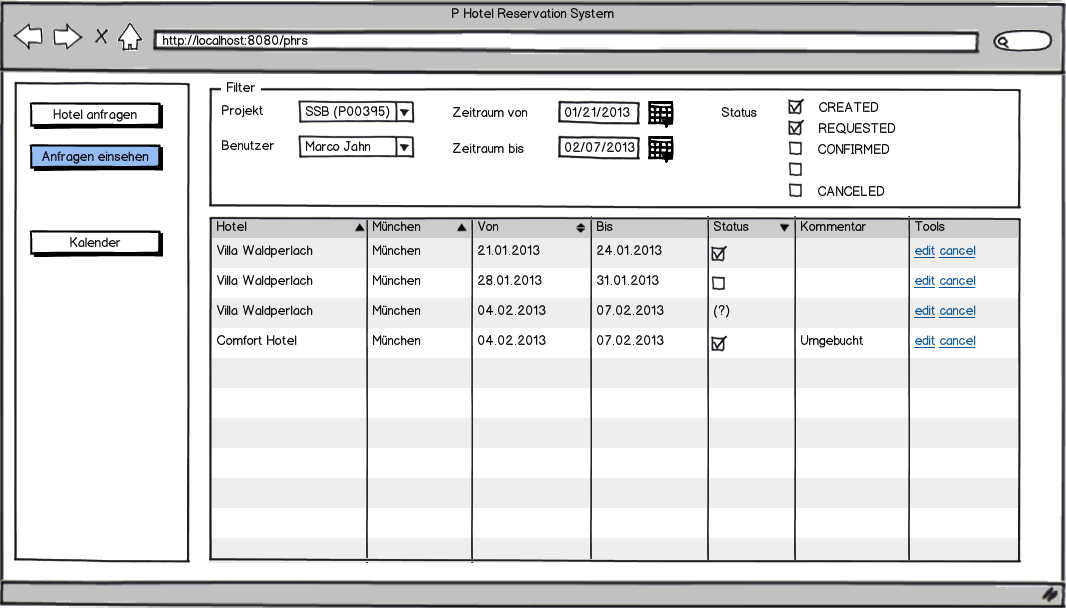 P Hotel Reservation System
http://localhost:8080/phrs
Hotel anfragen
Anfragen einsehen
Kalender
Filter
Projekt SSB (P00395) Zeitraum von 01/21/2013 Status CREATED
REQUESTED
Benutzer Marco Jahn Zeitraum bis 02/07/2013 CONFIRMED
CANCELED
Hotel München Von Bis Status Kommentar Tools
Villa Waldperlach München 21.01.2013 24.01.2013 edit cancel
Villa Waldperlach München 28.01.2013 31.01.2013 edit cancel
Villa Waldperlach München 04.02.2013 07.02.2013 (?) edit cancel
Comfort Hotel München 04.02.2013 07.02.2013 Umgebucht edit cancel